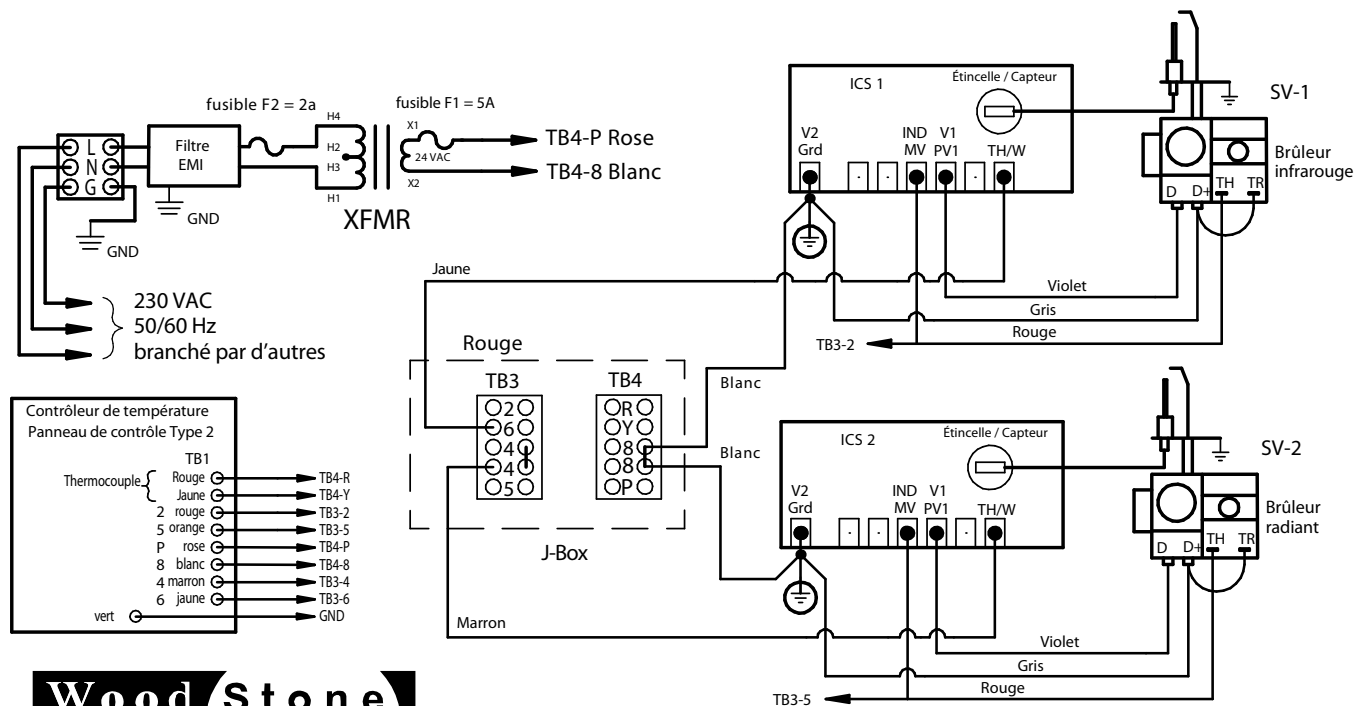 fusible F2 = 2a
fusible F1 = 5A
L
N
G
Filtre
EMI
GND
GND
H4
H2
H3
H1
X1
24 VAC
X2
XFMR
TB4-P Rose
TB4-8 Blanc
230 VAC
50/60 Hz
branché par d'autres
ICS 1
Étincelle / Capteur
V2
Grd
IND
MV
V1
PV1
TH/W
SV-1
Brûleur
infrarouge
D
D+
TH
TR
Jaune
Violet
Gris
Rouge
TB3-2
Rouge
TB3
2
6
4
4
5
TB4
R
Y
8
8
P
J-Box
Blanc
Blanc
Marron
ICS 2
Étincelle / Capteur
V2
Grd
IND
MV
V1
PV1
TH/W
SV-2
Brûleur
radiant
D
D+
TH
TR
Violet
Gris
Rouge
TB3-5
Contrôleur de température
Panneau de contrôle Type 2
TB1
Thermocouple
Rouge TB4-R
Jaune TB4-Y
2 rouge TB3-2
5 orange TB3-5
P rose TB4-P
8 blanc TB4-8
4 marron TB3-4
6 jaune TB3-6
vert GND
Wood Stone